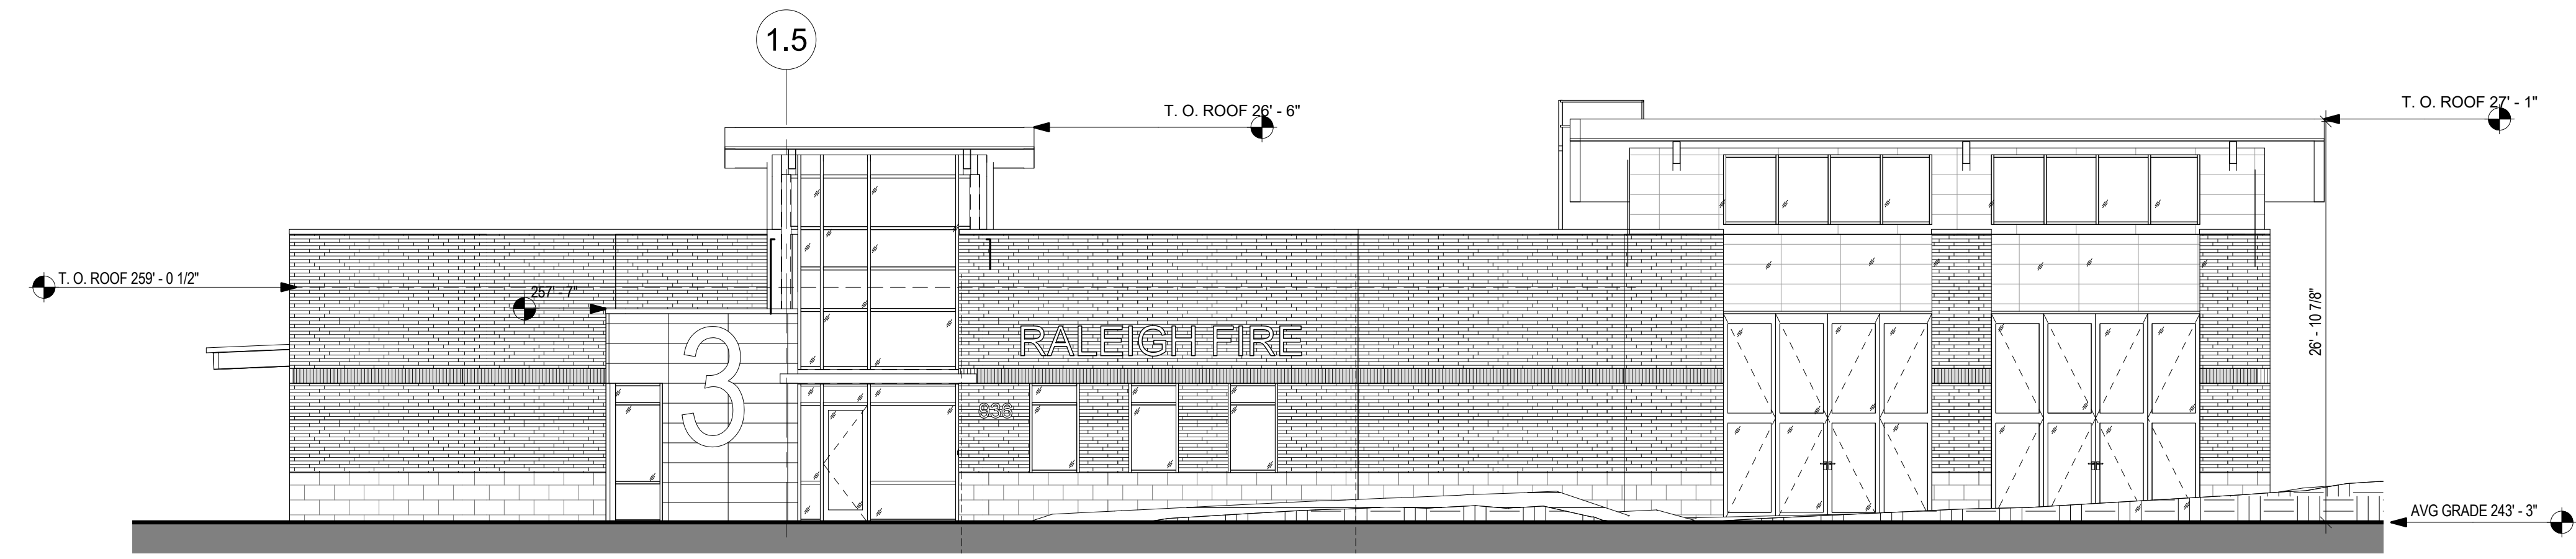 1.5
T. O. ROOF 26' - 6"
T. O. ROOF 27' - 1"
T. O. ROOF 259' - 0 1/2"
257' - 7"
3
RALEIGH FIRE
936
26' - 10 7/8"
AVG GRADE 243' - 3"